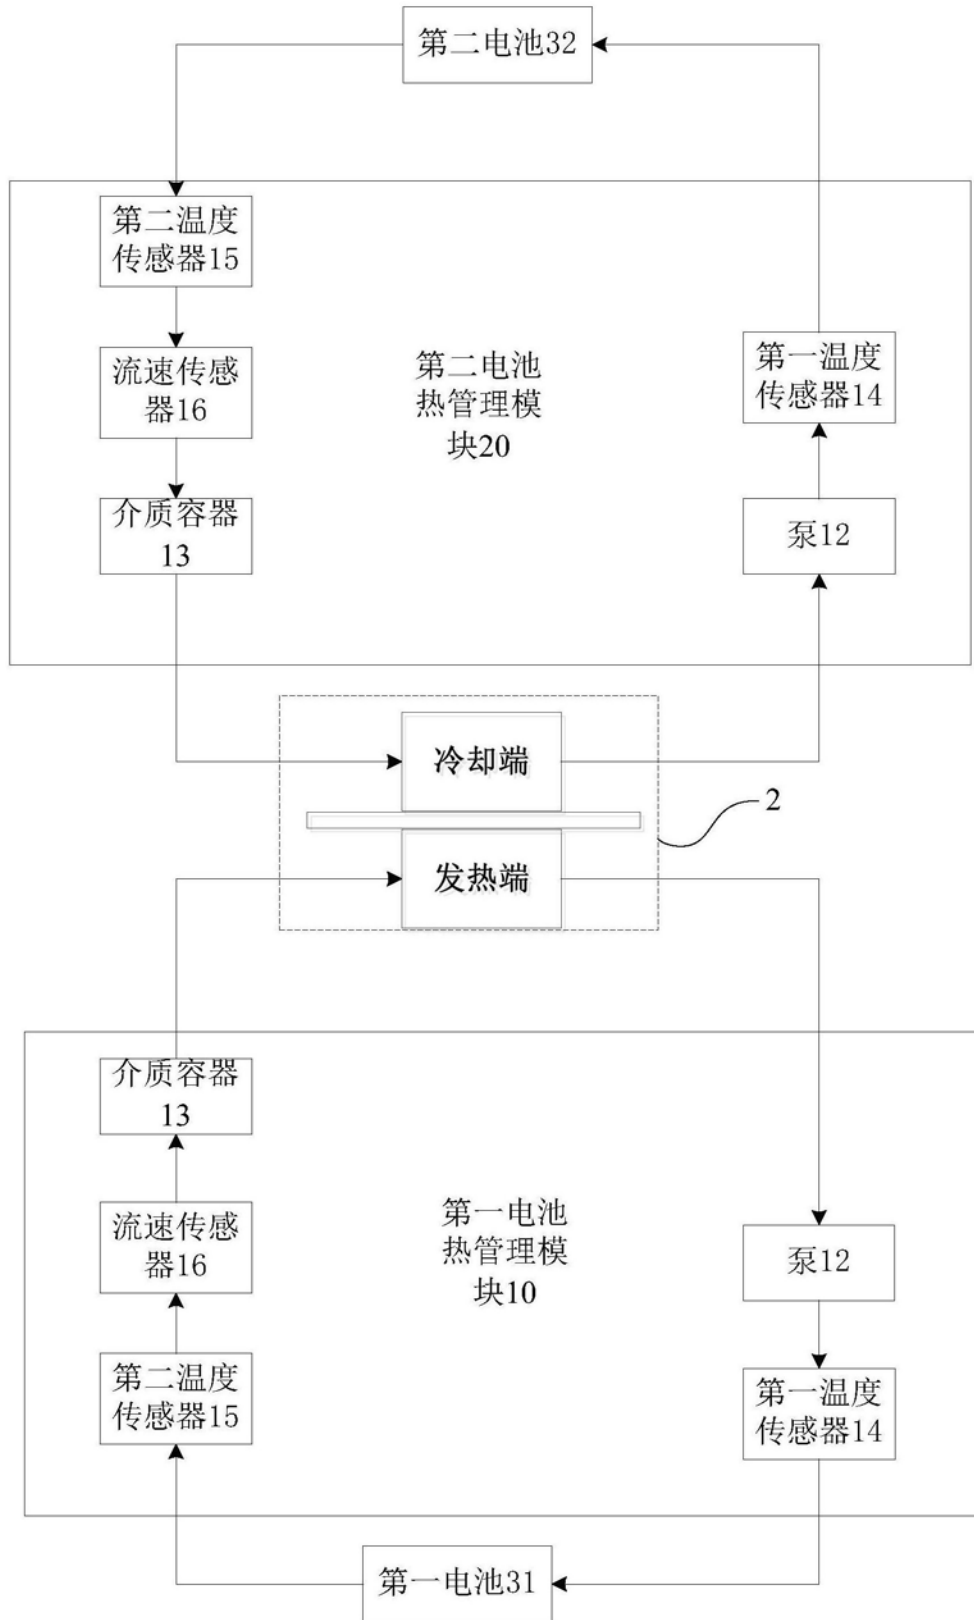 第二电池32
第二温度
传感器15
流速传感
器16
介质容器
13
第二电池
热管理模
块20
第一温度
传感器14
泵12
冷却端
发热端
2
介质容器
13
流速传感
器16
第二温度
传感器15
第一电池
热管理模
块10
泵12
第一温度
传感器14
第一电池31